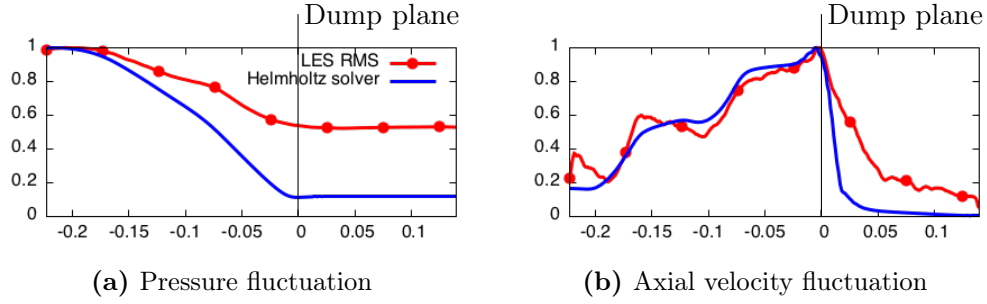 Dump plane
1
0.8
0.6
0.4
0.2
0
LES RMS
Helmholtz solver
-0.2 -0.15 -0.1 -0.05 0 0.05 0.1
(a) Pressure fluctuation
Dump plane
1
0.8
0.6
0.4
0.2
0
-0.2 -0.15 -0.1 -0.05 0 0.05 0.1
(b) Axial velocity fluctuation